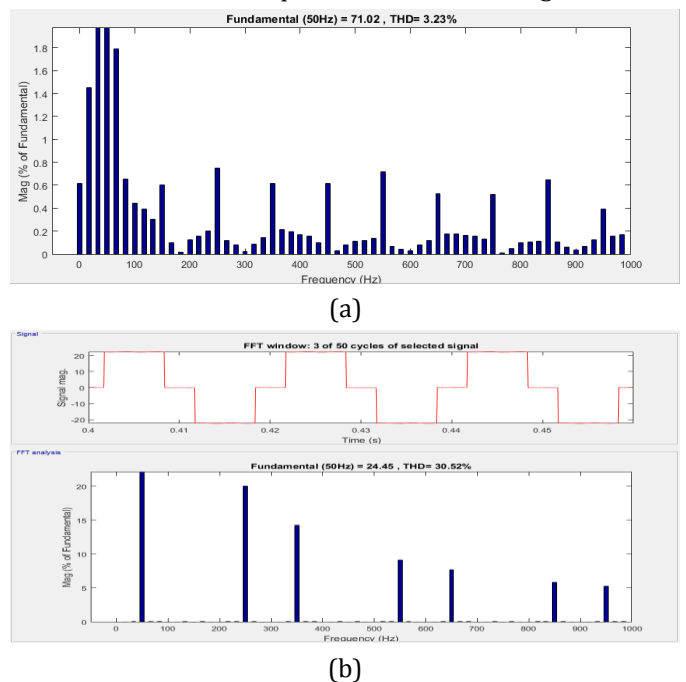 Fundamental (50Hz) = 71.02 , THD= 3.23%
Mag (% of Fundamental)
1.8
1.6
1.4
1.2
1
0.8
0.6
0.4
0.2
0
0 100 200 300 400 500 600 700 800 900 1000
Frequency (Hz)
(a)
Signal
FFT window: 3 of 50 cycles of selected signal
Signal mag.
20
10
0
-10
-20
0.4 0.41 0.42 0.43 0.44 0.45
Time (s)
FFT analysis
Fundamental (50Hz) = 24.45 , THD= 30.52%
Mag (% of Fundamental)
20
15
10
5
0
0 100 200 300 400 500 600 700 800 900 1000
Frequency (Hz)
(b)